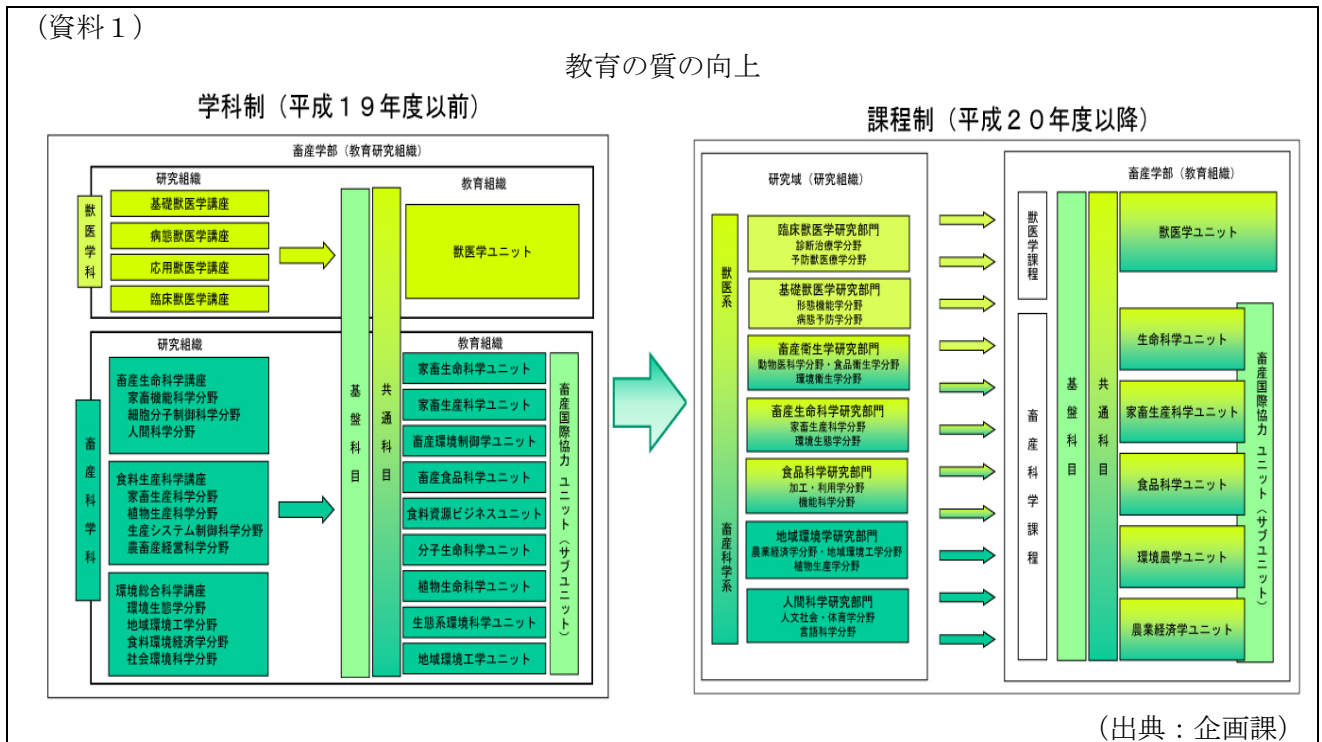 (資料1)
教育の質の向上
学科制(平成19年度以前)
畜産学部(教育研究組織)
獣医学科
研究組織
基礎獣医学講座
病態獣医学講座
応用獣医学講座
臨床獣医学講座
基盤科目
共通科目
教育組織
獣医学ユニット
畜産科学科
研究組織
畜産生命科学講座
家畜機能科学分野
細胞分子制御科学分野
人間科学分野
食料生産科学講座
家畜生産科学分野
植物生産科学分野
生産システム制御科学分野
農畜産経営科学分野
環境総合科学講座
環境生態学分野
地域環境工学分野
食料環境経済学分野
社会環境科学分野
教育組織
家畜生命科学ユニット
家畜生産科学ユニット
畜産環境制御学ユニット
畜産食品科学ユニット
食料資源ビジネスユニット
分子生命科学ユニット
植物生命科学ユニット
生態系環境科学ユニット
地域環境工学ユニット
畜産国際協力ユニット(サブユニット)
課程制(平成20年度以降)
研究域(研究組織)
獣医系
畜産科学系
臨床獣医学研究部門
診断治療学分野
予防獣医療学分野
基礎獣医学研究部門
形態機能学分野
病態予防学分野
畜産衛生学研究部門
動物医科学分野・食品衛生学分野
環境衛生学分野
畜産生命科学研究部門
家畜生産科学分野
環境生態学分野
食品科学研究部門
加工・利用学分野
機能科学分野
地域環境学研究部門
農業経済学分野・地域環境工学分野
植物生産学分野
人間科学研究部門
人文社会・体育学分野
言語科学分野
畜産学部(教育組織)
獣医学課程
畜産科学課程
基盤科目
共通科目
獣医学ユニット
生命科学ユニット
家畜生産科学ユニット
食品科学ユニット
環境農学ユニット
農業経済学ユニット
畜産国際協力ユニット(サブユニット)
(出典:企画課)